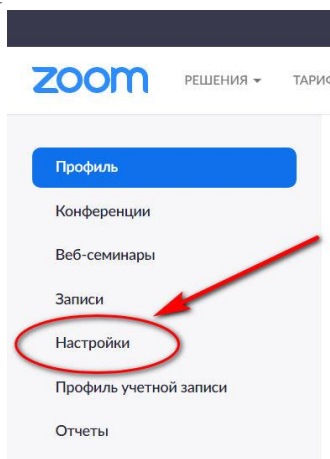 zoom РЕШЕНИЯ
Профиль
Конференции
Веб-семинары
Записи
Настройки
Профиль учетной записи
Отчеты